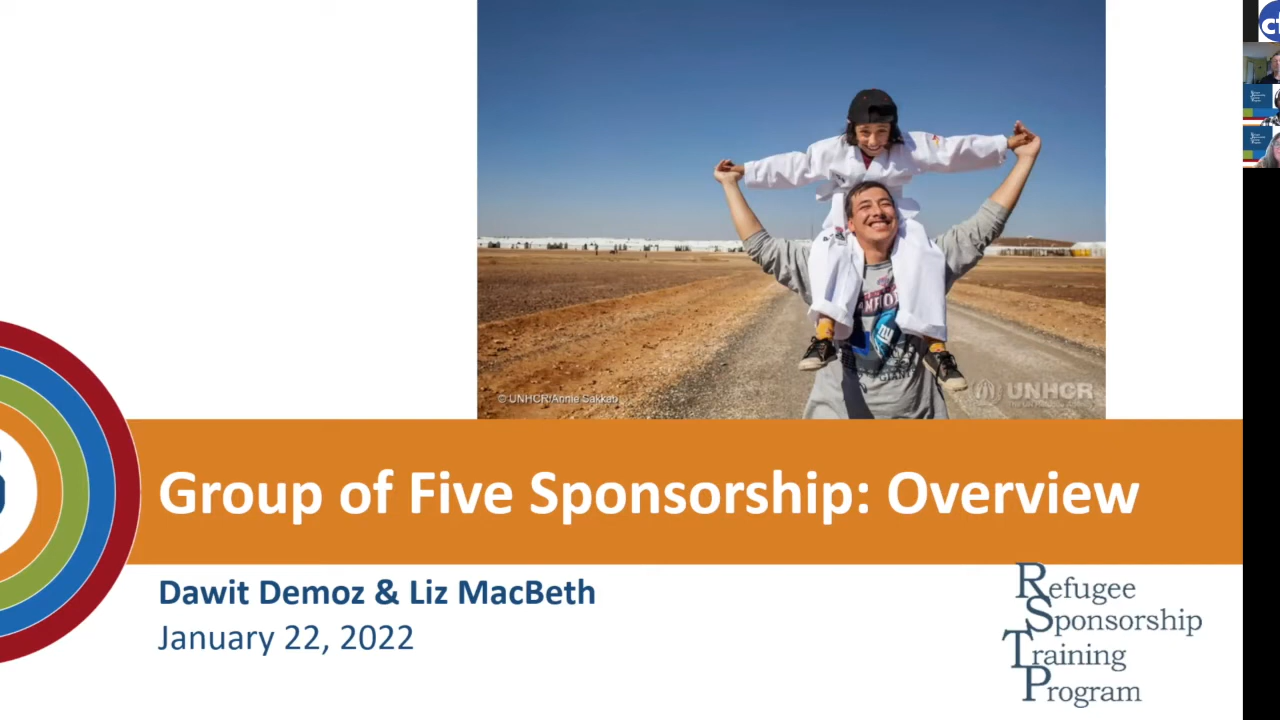 © UNHCR/Annie Sakkab
UNHCR
Group of Five Sponsorship: Overview
Dawit Demoz & Liz MacBeth
January 22, 2022
Refugee
Sponsorship
Training
Program